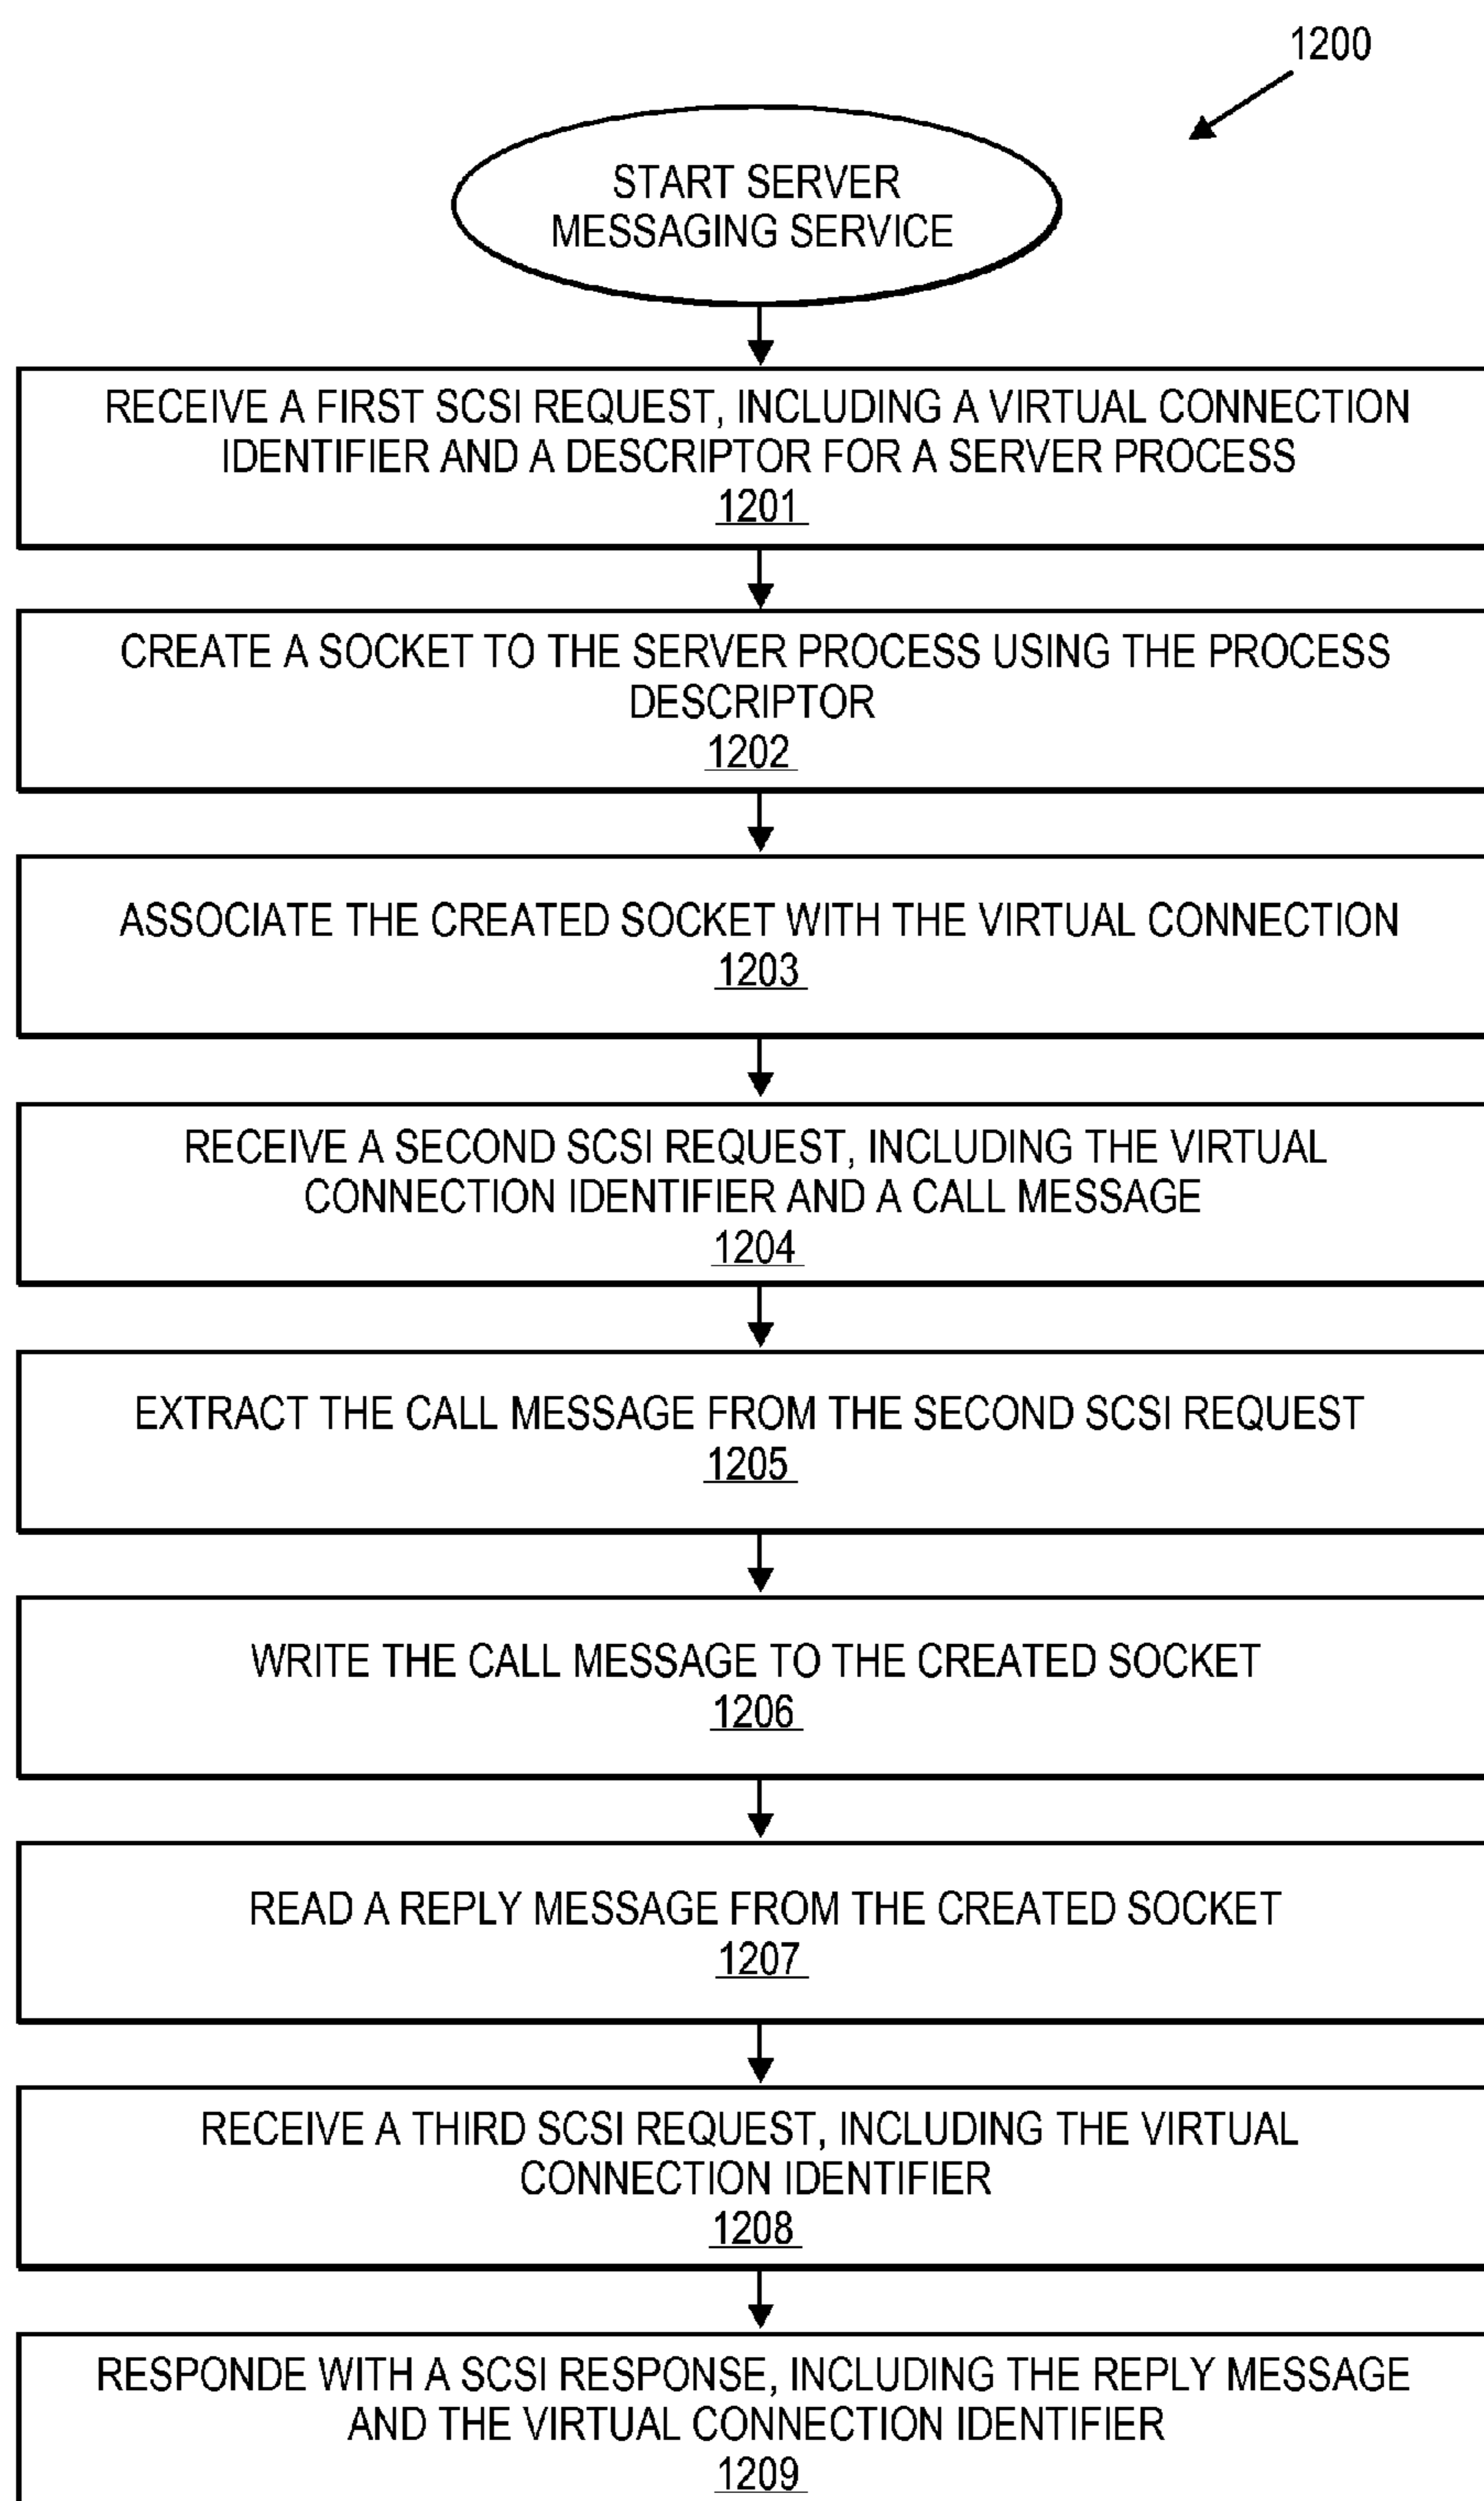 1200
START SERVER
MESSAGING SERVICE
RECEIVE A FIRST SCSI REQUEST, INCLUDING A VIRTUAL CONNECTION
IDENTIFIER AND A DESCRIPTOR FOR A SERVER PROCESS
1201
CREATE A SOCKET TO THE SERVER PROCESS USING THE PROCESS
DESCRIPTOR
1202
ASSOCIATE THE CREATED SOCKET WITH THE VIRTUAL CONNECTION
1203
RECEIVE A SECOND SCSI REQUEST, INCLUDING THE VIRTUAL
CONNECTION IDENTIFIER AND A CALL MESSAGE
1204
EXTRACT THE CALL MESSAGE FROM THE SECOND SCSI REQUEST
1205
WRITE THE CALL MESSAGE TO THE CREATED SOCKET
1206
READ A REPLY MESSAGE FROM THE CREATED SOCKET
1207
RECEIVE A THIRD SCSI REQUEST, INCLUDING THE VIRTUAL
CONNECTION IDENTIFIER
1208
RESPONDE WITH A SCSI RESPONSE, INCLUDING THE REPLY MESSAGE
AND THE VIRTUAL CONNECTION IDENTIFIER
1209